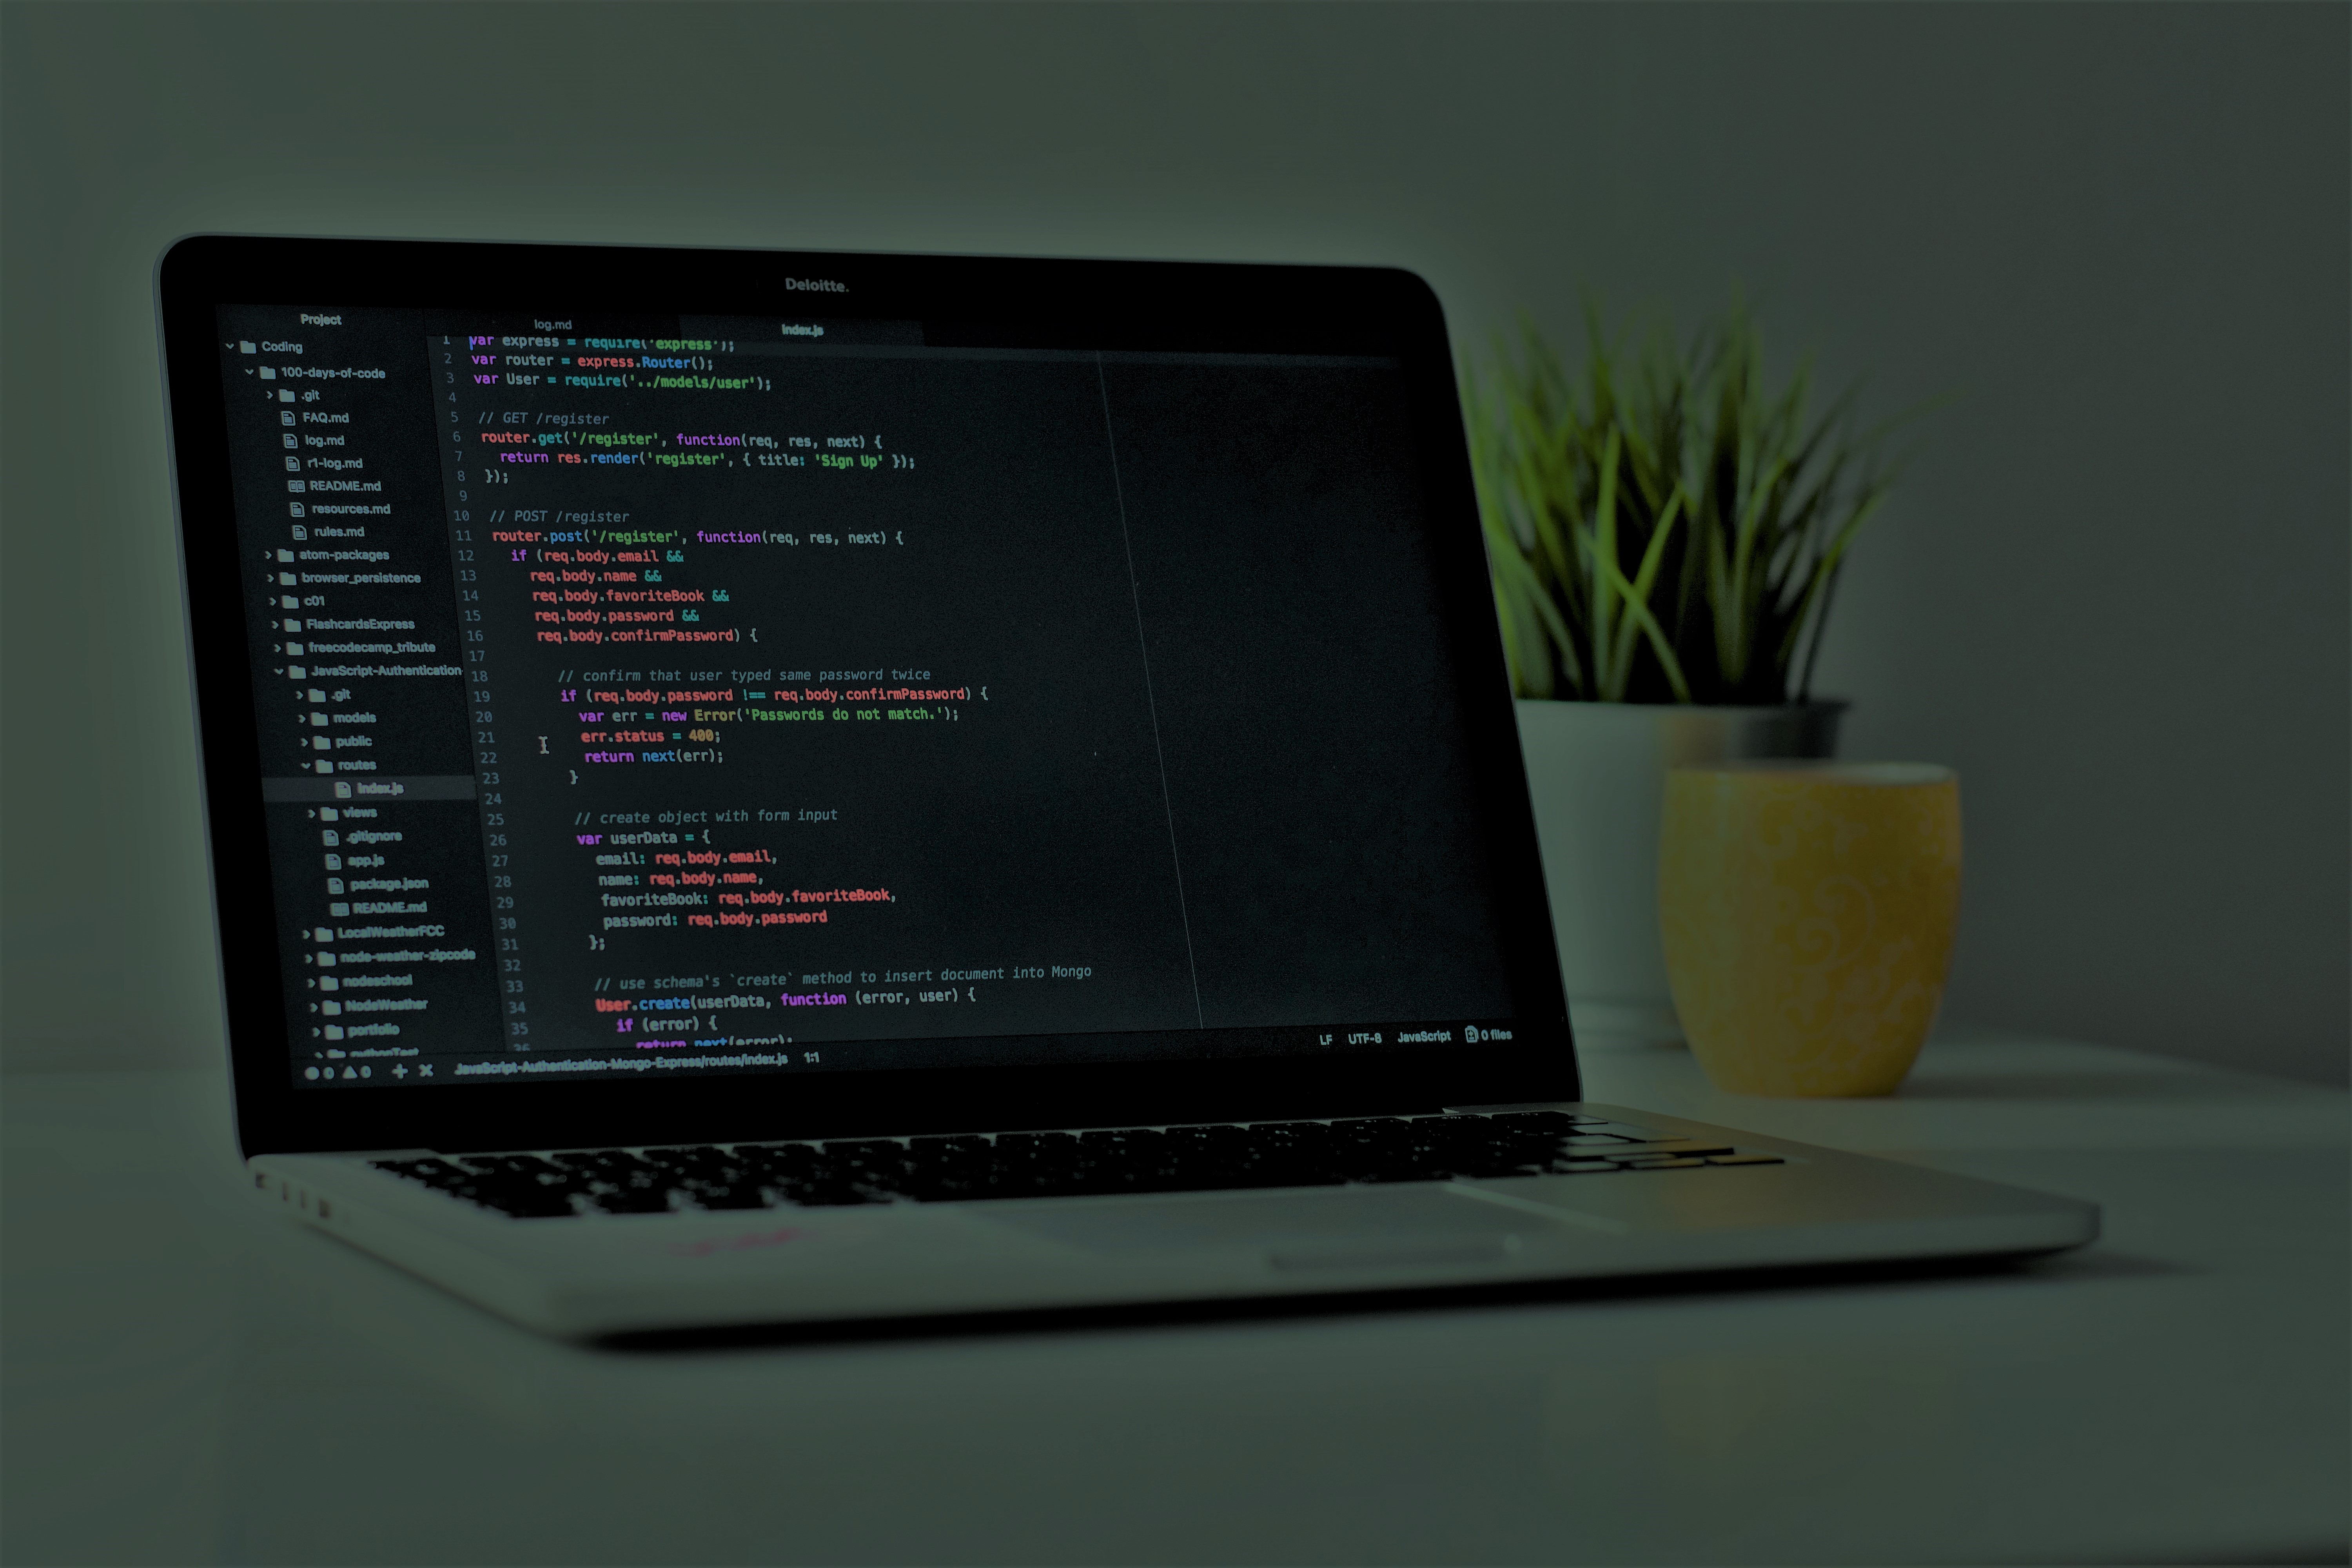 Deloitte.
Project
Coding
100-days-of-code
.git
FAQ.md
log.md
r1-log.md
README.md
resources.md
rules.md
atom-packages
browser_persistence
c01
FlashcardsExpress
freecodecamp_tribute
JavaScript-Authentication
.git
models
public
routes
index.js
views
.gitignore
app.js
package.json
README.md
LocalWeatherFCC
node-weather-zipcode
nodeschool
NodeWeather
portfolio
pythonTest
log.md
index.js
1 var express = require('express');
2 var router = express.Router();
3 var User = require('../models/user');
4
5 // GET /register
6 router.get('/register', function(req, res, next) {
7 return res.render('register', { title: 'Sign Up' });
8 });
9
10 // POST /register
11 router.post('/register', function(req, res, next) {
12 if (req.body.email &&
13 req.body.name &&
14 req.body.favoriteBook &&
15 req.body.password &&
16 req.body.confirmPassword) {
17
18 // confirm that user typed same password twice
19 if (req.body.password !== req.body.confirmPassword) {
20 var err = new Error('Passwords do not match.');
21 err.status = 400;
22 return next(err);
23 }
24
25 // create object with form input
26 var userData = {
27 email: req.body.email,
28 name: req.body.name,
29 favoriteBook: req.body.favoriteBook,
30 password: req.body.password
31 };
32
33 // use schema's `create` method to insert document into Mongo
34 User.create(userData, function (error, user) {
35 if (error) {
36 return next(error);
0 0 JavaScript-Authentication-Mongo-Express/routes/index.js 1:1
LF UTF-8 JavaScript 0 files